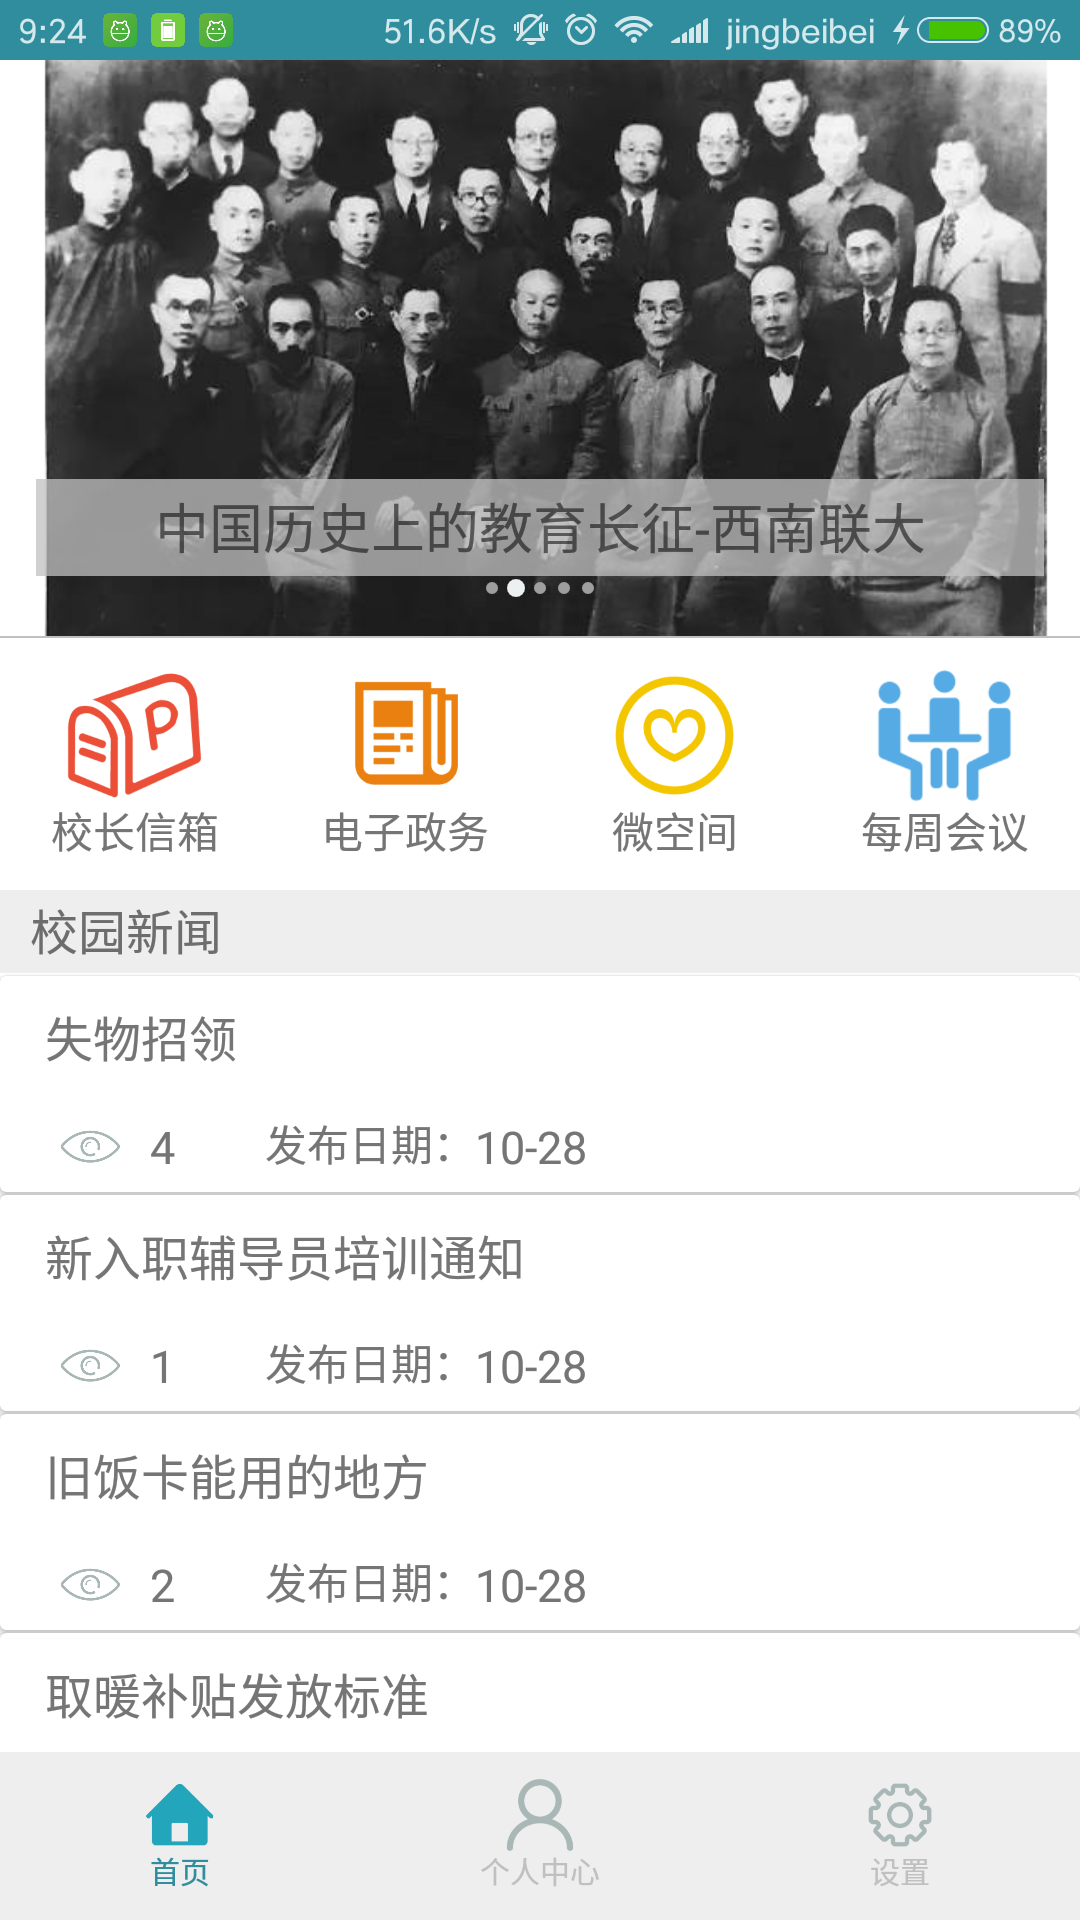 9:24 51.6K/s jingbeibei 89%
中国历史上的教育长征-西南联大
校长信箱 电子政务 微空间 每周会议
校园新闻
失物招领
4 发布日期：10-28
新入职辅导员培训通知
1 发布日期：10-28
旧饭卡能用的地方
2 发布日期：10-28
取暖补贴发放标准
首页 个人中心 设置